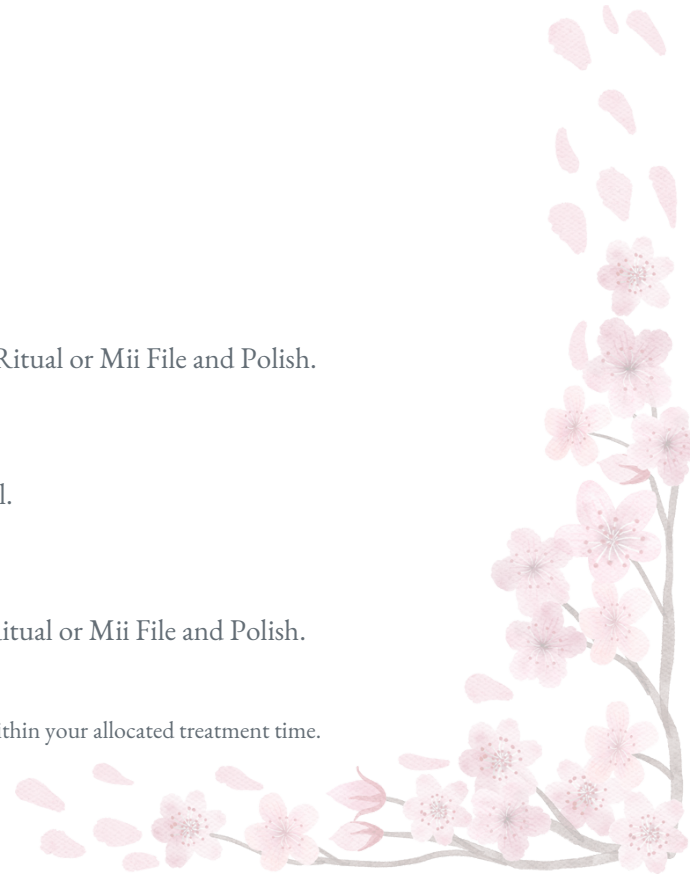 Ritual or Mii File and Polish.
l.
itual or Mii File and Polish.
thin your allocated treatment time.